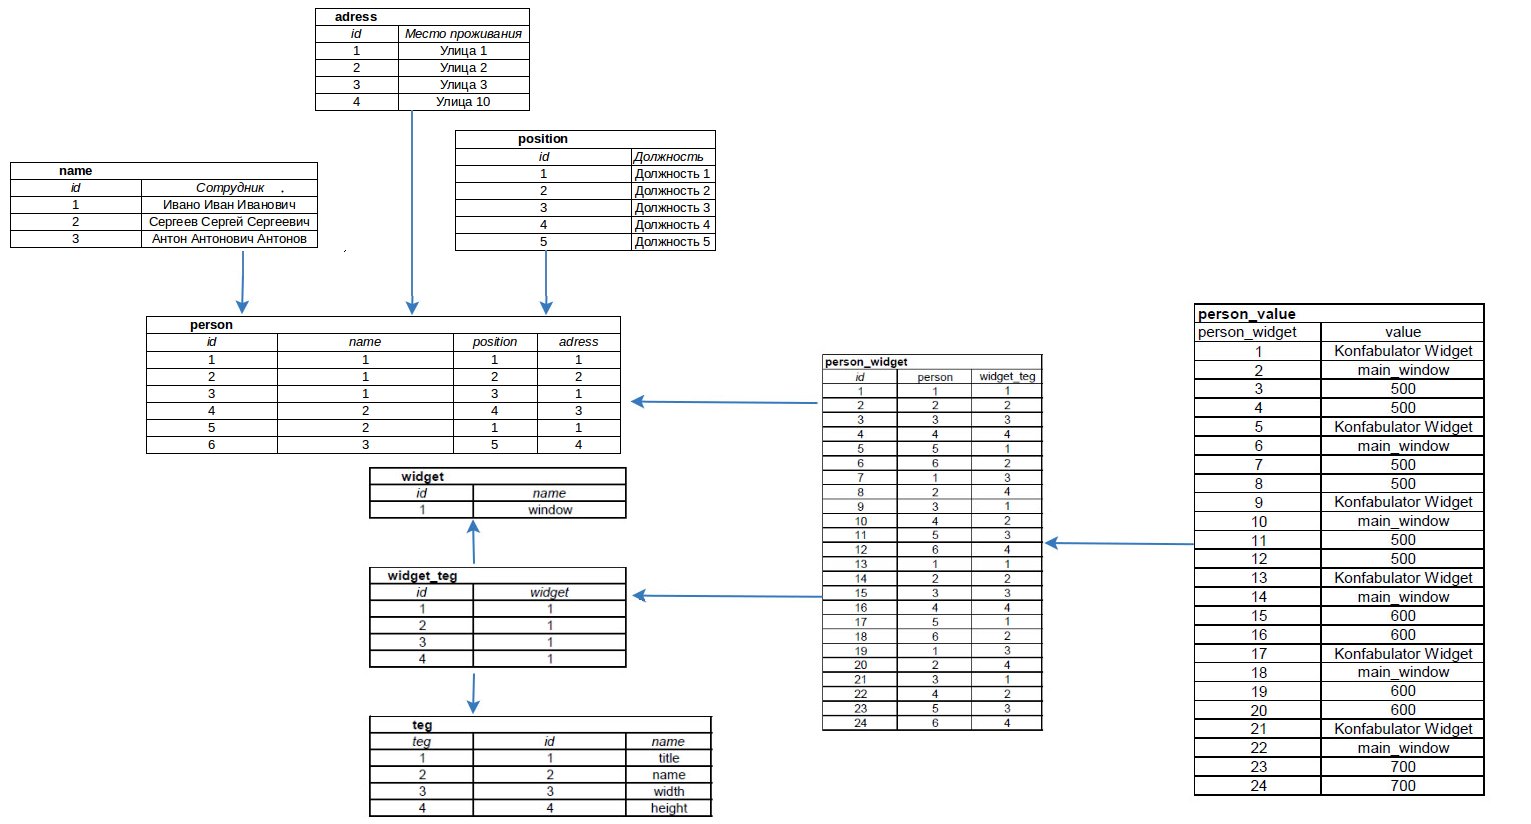 adress
id Место проживания
1 Улица 1
2 Улица 2
3 Улица 3
4 Улица 10
position
id Должность
1 Должность 1
2 Должность 2
3 Должность 3
4 Должность 4
5 Должность 5
name
id Сотрудник .
1 Ивано Иван Иванович
2 Сергеев Сергей Сергеевич
3 Антон Антонович Антонов
person
id name position adress
1 1 1 1
2 1 2 2
3 1 3 1
4 2 4 3
5 2 1 1
6 3 5 4
widget
id name
1 window
widget_teg
id widget
1 1
2 1
3 1
4 1
teg
teg id name
1 1 title
2 2 name
3 3 width
4 4 height
person_widget
id person widget_teg
1 1 1
2 2 2
3 3 3
4 4 4
5 5 1
6 6 2
7 1 3
8 2 4
9 3 1
10 4 2
11 5 3
12 6 4
13 1 1
14 2 2
15 3 3
16 4 4
17 5 1
18 6 2
19 1 3
20 2 4
21 3 1
22 4 2
23 5 3
24 6 4
person_value
person_widget value
1 Konfabulator Widget
2 main_window
3 500
4 500
5 Konfabulator Widget
6 main_window
7 500
8 500
9 Konfabulator Widget
10 main_window
11 500
12 500
13 Konfabulator Widget
14 main_window
15 600
16 600
17 Konfabulator Widget
18 main_window
19 600
20 600
21 Konfabulator Widget
22 main_window
23 700
24 700